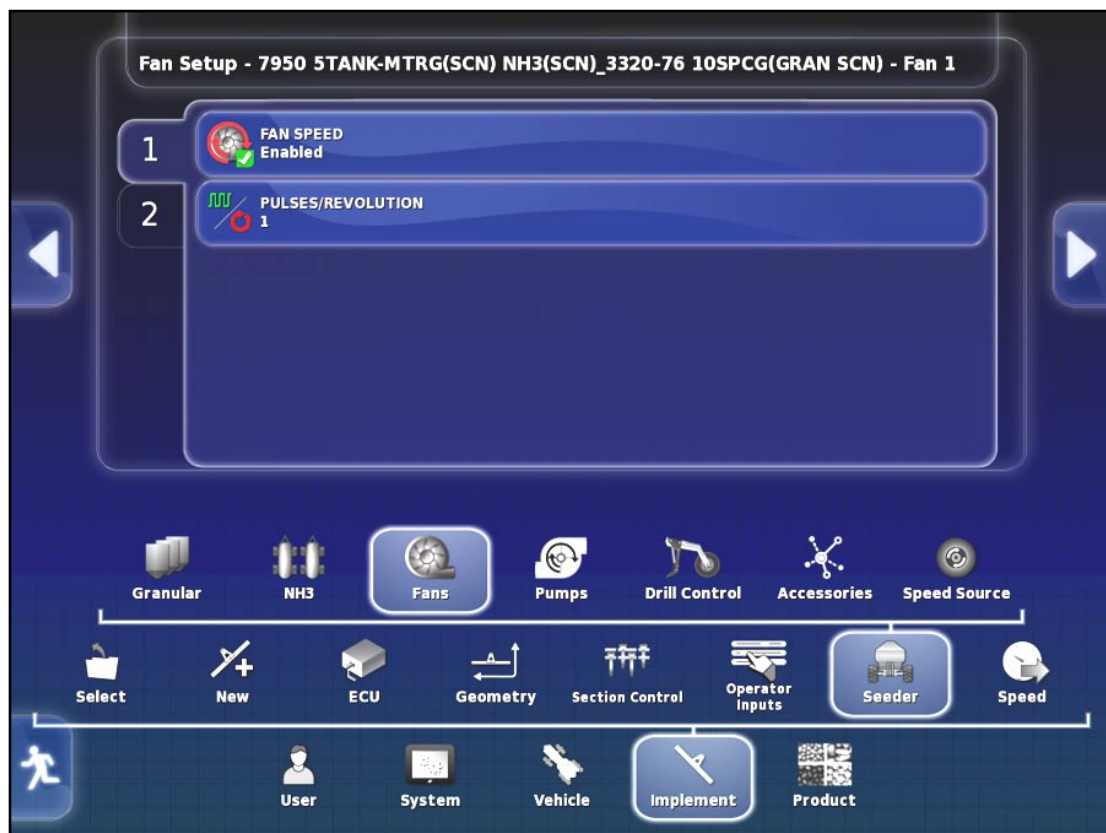 Fan Setup - 7950 5TANK-MTRG(SCN) NH3(SCN)_3320-76 10SPCG(GRAN SCN) - Fan 1
1
FAN SPEED
Enabled
2
PULSES/REVOLUTION
1
Granular
NH3
Fans
Pumps
Drill Control
Accessories
Speed Source
Select
New
ECU
Geometry
Section Control
Operator
Inputs
Seeder
Speed
User
System
Vehicle
Implement
Product